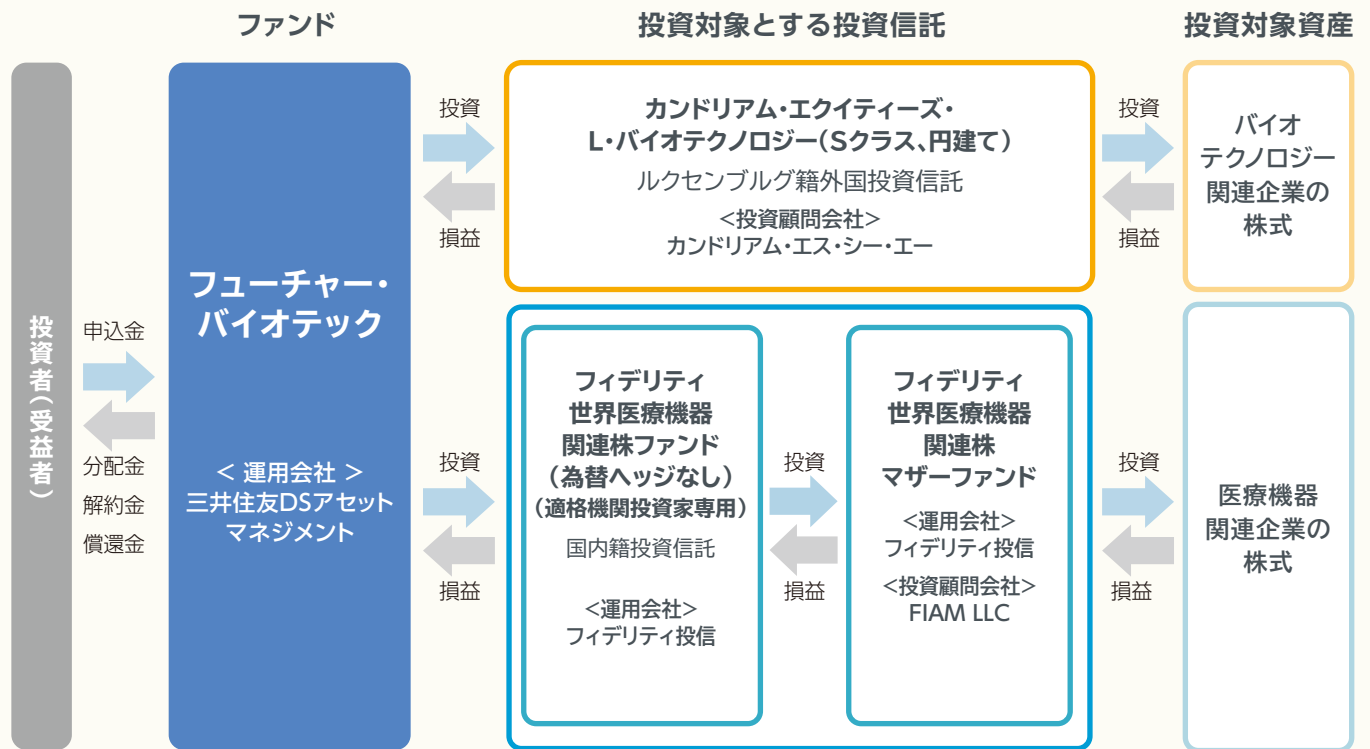 ファンド
投資対象とする投資信託
投資対象資産
投資者(受益者)
申込金
分配金
解約金
償還金
フューチャー・
バイオテック
< 運用会社 >
三井住友DSアセット
マネジメント
投資
損益
カンドリアム・エクイティーズ・
L・バイオテクノロジー(Sクラス、円建て)
ルクセンブルグ籍外国投資信託
<投資顧問会社>
カンドリアム・エス・シー・エー
投資
損益
バイオ
テクノロジー
関連企業の
株式
投資
損益
フィデリティ
世界医療機器
関連株ファンド
(為替ヘッジなし)
(適格機関投資家専用)
国内籍投資信託
<運用会社>
フィデリティ投信
投資
損益
フィデリティ
世界医療機器
関連株
マザーファンド
<運用会社>
フィデリティ投信
<投資顧問会社>
FIAM LLC
投資
損益
医療機器
関連企業の
株式